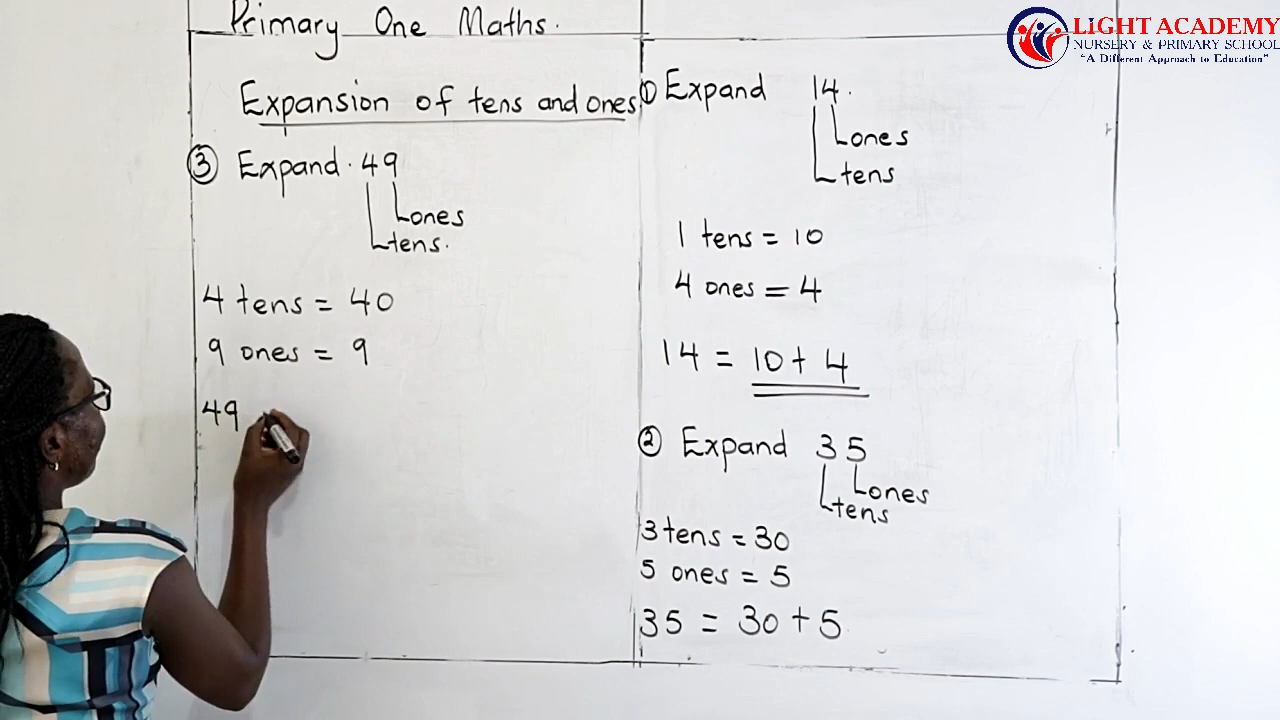 Primary One Maths.
Expansion of tens and ones
③ Expand. 49
ones
tens.
4 tens = 40
9 ones = 9
49
① Expand 14.
ones
tens
1 tens = 10
4 ones = 4
14 = 10 + 4
② Expand 35
ones
tens
3 tens = 30
5 ones = 5
35 = 30 + 5
LiGHT ACADEMY
NURSERY & PRIMARY SCHOOL
"A Different Approach to Education"